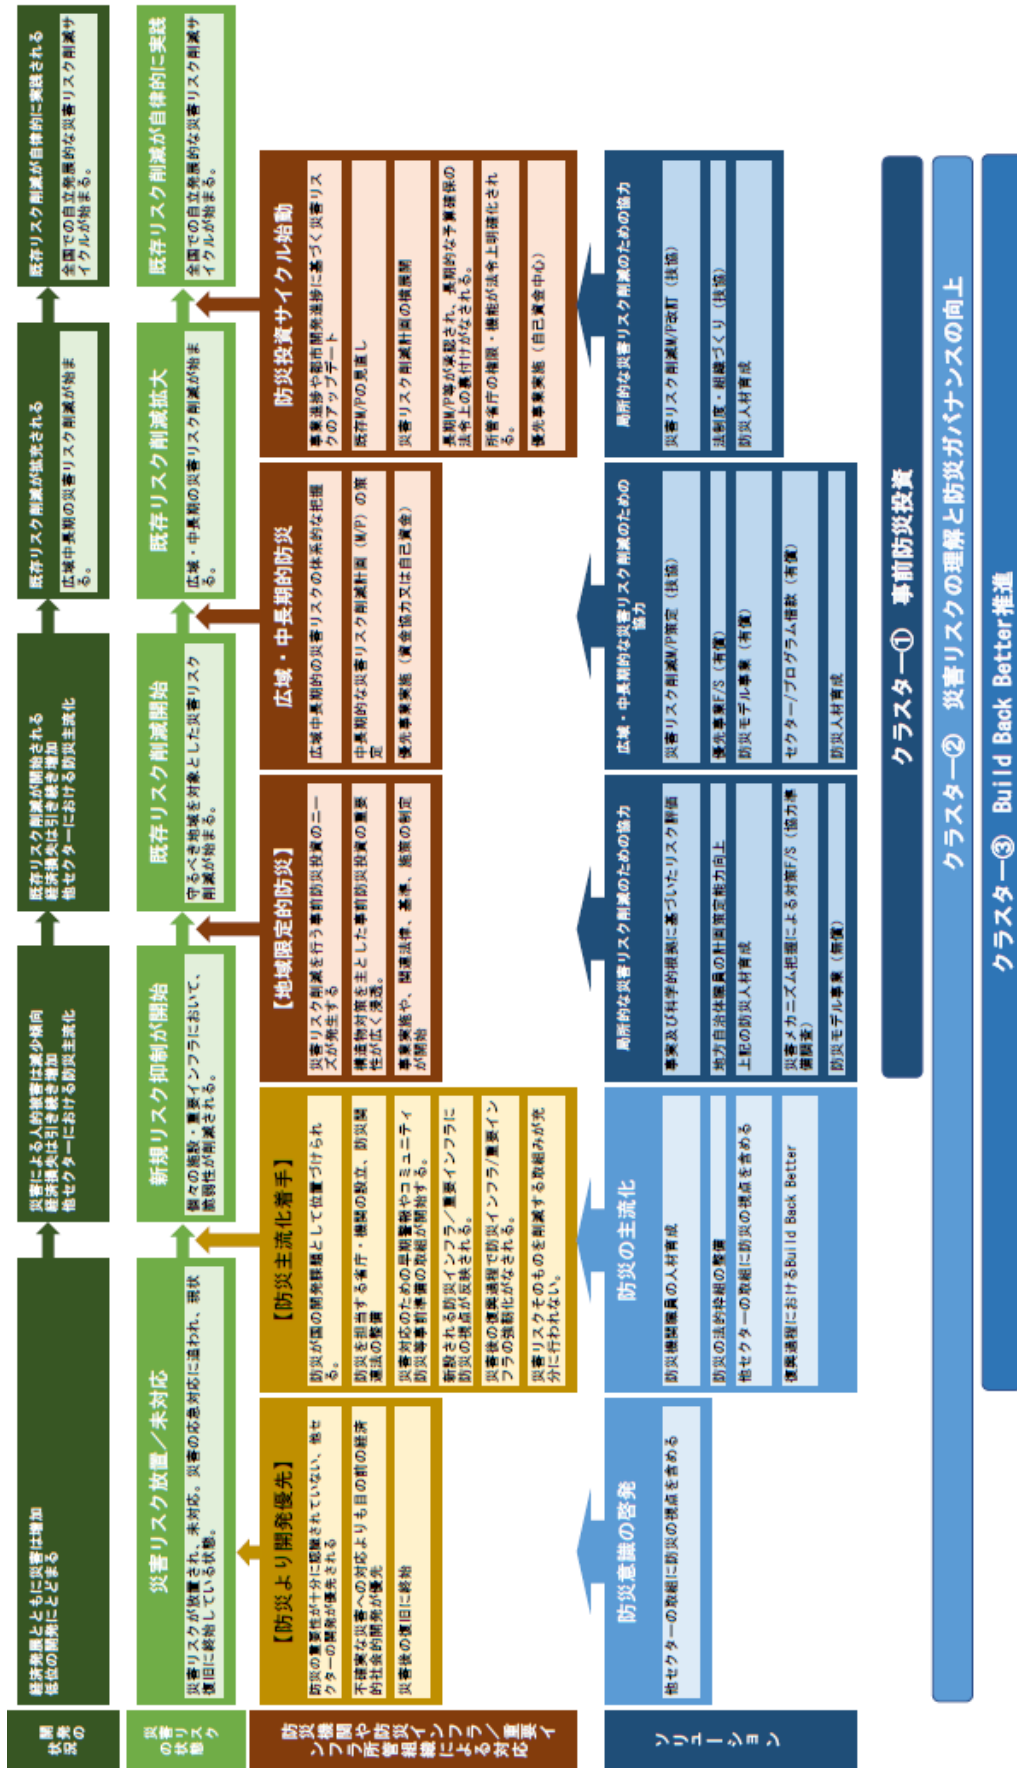 開発の
状況
経済発展とともに災害は増加
低位の開発にとどまる
災害による人的被害は減少傾向
経済損失は引き続き増加
他セクターにおける防災主流化
既存リスク削減が開始される
経済損失は引き続き増加
他セクターにおける防災主流化
既存リスク削減が拡充される
広域中長期の災害リスク削減が始ま
る。
既存リスク削減が自律的に実践される
全国での自立発展的な災害リスク削減サ
イクルが始まる。
災害リスク
の状態
災害リスク放置/未対応
災害リスクが放置され、未対応。災害の応急対応に追われ、現状
復旧に終始している状態。
新規リスク抑制が開始
個々の施設・重要インフラにおいて、
脆弱性が削減される。
既存リスク削減開始
守るべき地域を対象とした災害リスク
削減が始まる。
既存リスク削減拡大
広域・中長期の災害リスク削減が始ま
る。
既存リスク削減が自律的に実践
全国での自立発展的な災害リスク削減サ
イクルが始まる。
防災機関や防災インフラ/重要イ
ンフラ所管組織による対応
【防災より開発優先】
防災の重要性が十分に認識されていない、他セ
クターの開発が優先される
不確実な災害への対応よりも目の前の経済
的社会的開発が優先
災害後の復旧に終始
【防災主流化着手】
防災が国の開発課題として位置づけられ
る。
防災を担当する省庁・機関の設立、防災関
連法の整備
災害対応のための早期警報やコミュニティ
防災等事前準備の取組が開始する。
新設される防災インフラ/重要インフラに
防災の視点が反映される。
災害後の復興過程で防災インフラ/重要イン
フラの強靭化がなされる。
災害リスクそのものを削減する取組みが充
分に行われない。
【地域限定的防災】
災害リスク削減を行う事前防災投資のニー
ズが発生する
構造物対策を主とした事前防災投資の重要
性が広く浸透。
事業実施や、関連法律、基準、施策の制定
が開始
広域・中長期的防災
広域中長期的の災害リスクの体系的な把握
中長期的な災害リスク削減計画(M/P)の策
定
優先事業実施(資金協力又は自己資金)
防災投資サイクル始動
事業進捗や都市開発進捗に基づく災害リス
クのアップデート
既存M/Pの見直し
災害リスク削減計画の横展開
長期M/P等が承認され、長期的な予算確保の
法令上の裏付けがなされる。
所管省庁の権限・機能が法令上明確化され
る。
優先事業実施(自己資金中心)
ソリューション
防災意識の啓発
他セクターの取組に防災の視点を含める
防災の主流化
防災機関職員の人材育成
防災の法的枠組の整備
他セクターの取組に防災の視点を含める
復興過程におけるBuild Back Better
局所的な災害リスク削減のための協力
事実及び科学的根拠に基づいたリスク評価
地方自治体職員の計画策定能力向上
上記の防災人材育成
災害メカニズム把握による対策F/S(協力準
備調査)
防災モデル事業(無償)
広域・中長期的な災害リスク削減のための
協力
災害リスク削減M/P策定(技協)
優先事業F/S(有償)
防災モデル事業(有償)
セクター/プログラム借款(有償)
防災人材育成
局所的な災害リスク削減のための協力
災害リスク削減M/P改訂(技協)
法制度・組織づくり(技協)
防災人材育成
クラスター① 事前防災投資
クラスター② 災害リスクの理解と防災ガバナンスの向上
クラスター③ Build Back Better推進